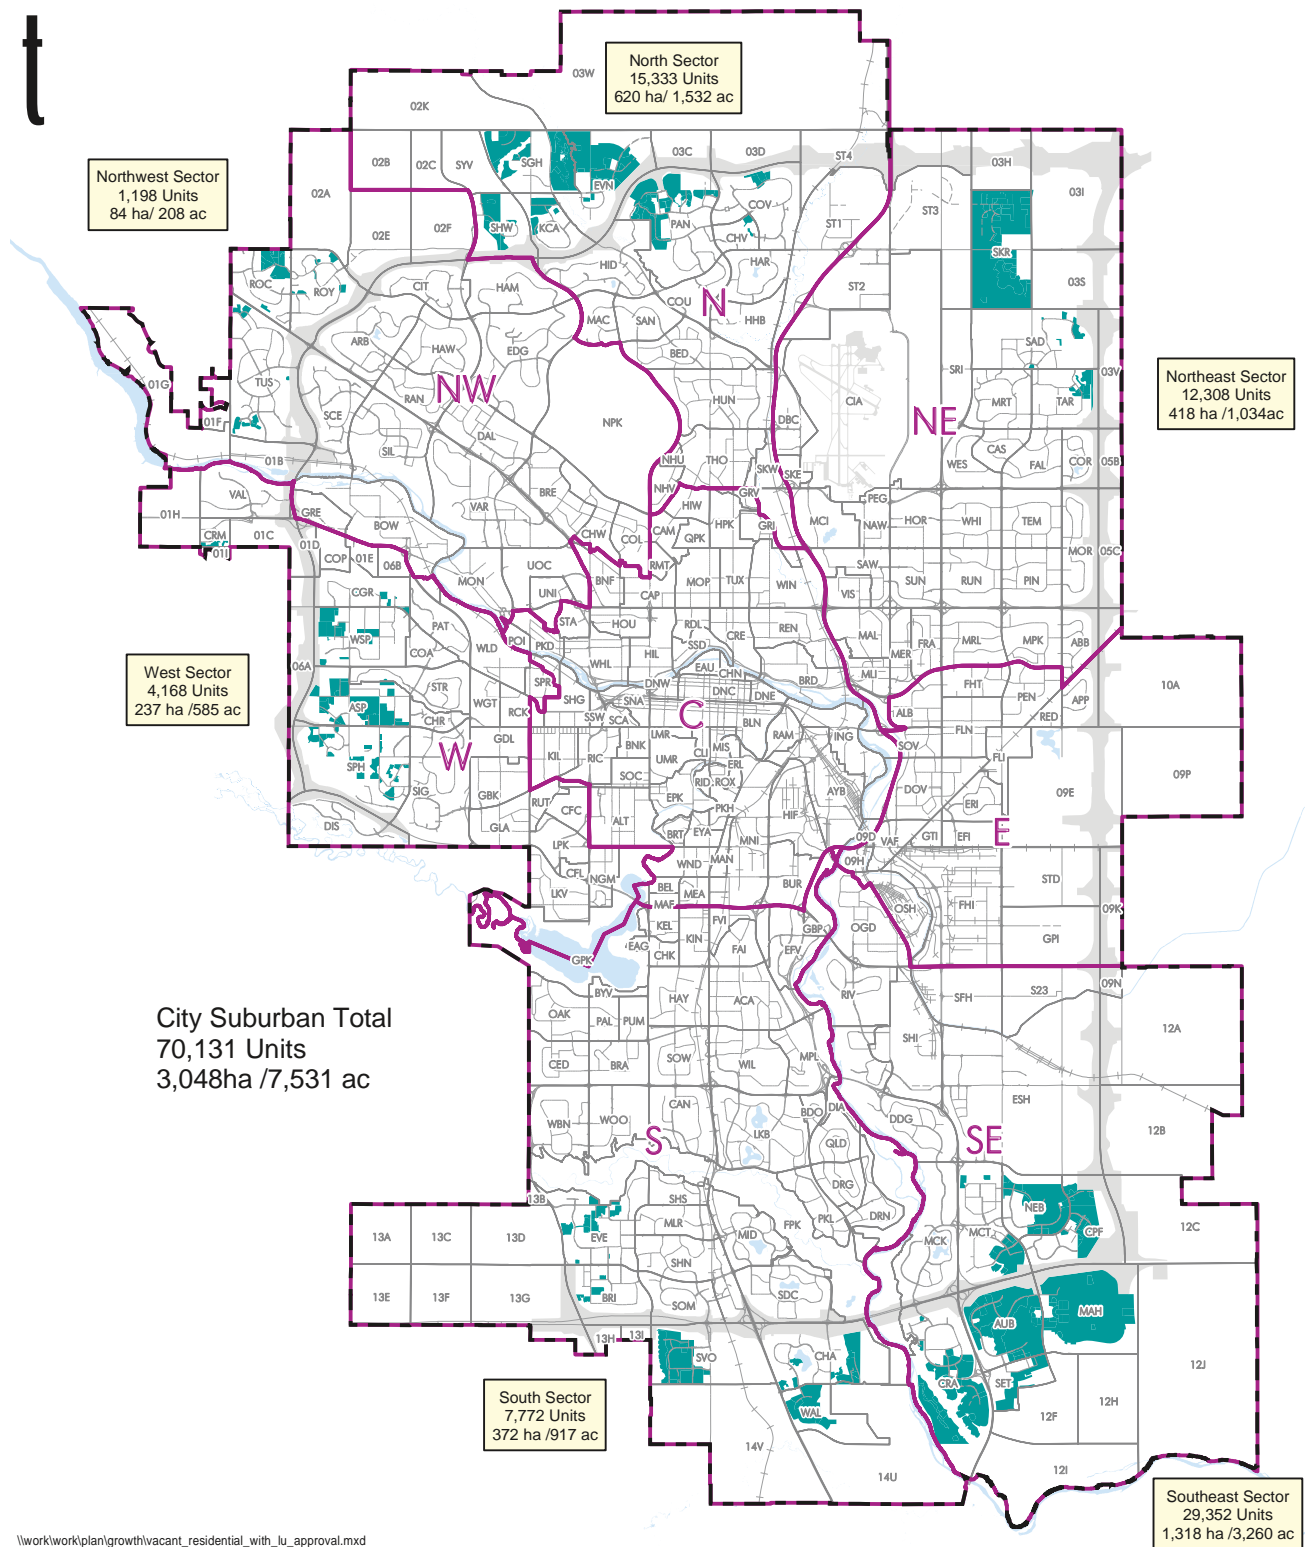 t
North Sector
15,333 Units
620 ha/ 1,532 ac
03W
02K
Northwest Sector
1,198 Units
84 ha/ 208 ac
02A
02B
02C
SYV
SGH
EVN
03C
03D
ST4
03H
03I
02E
02F
SHW
KCA
PAN
COV
CHV
ST1
ST3
SKR
ROC
ROY
CIT
HAM
HID
HAR
ST2
03S
COU
N
HHB
MAC
SAN
ARB
HAW
EDG
BED
SAD
SRI
03V
01G
TUS
NW
RAN
HUN
CIA
MRT
TAR
Northeast Sector
12,308 Units
418 ha /1,034ac
01F
SCE
DAL
NPK
DBC
NE
SIL
CAS
01B
NHU
THO
SKW
SKE
WES
FAL
COR
05B
VAL
01H
BRE
NHV
GRV
PEG
GRE
VAR
HIW
BOW
CAM
HPK
GRI
MCI
NAW
HOR
WHI
TEM
CRM
01C
01D
CHW
COL
QPK
01I
COP
01E
06B
UOC
RMT
MOR
05C
SAW
MON
BNF
MOP
TUX
WIN
SUN
RUN
PIN
CGR
UNI
CAP
VIS
STA
HOU
RDL
PAT
POI
CRE
REN
MAL
FRA
MRL
MPK
ABB
WSP
PKD
SSD
COA
WLD
HIL
MER
West Sector
4,168 Units
237 ha /585 ac
06A
WHL
EAU
CHN
MLI
SPR
DNW
DNC
DNE
BRD
FHT
10A
STR
SHG
SNA
PEN
APP
ASP
WGT
RCK
SSW
C
ALB
RED
CHR
SCA
BLN
FLN
W
GDL
LMR
RAM
ING
SOV
BNK
MIS
FLI
SPH
KIL
RIC
UMR
CLI
ERL
09P
SOC
RID
ROX
DOV
09E
SIG
GBK
EPK
AYB
ERI
RUT
CFC
PKH
HIF
DIS
GLA
ALT
BRT
EYA
MNI
09D
VAF
GTI
EFI
E
LPK
WND
MAN
09H
CFL
NGM
BUR
STD
LKV
BEL
MEA
MAF
OSH
FHI
09K
KEL
FVI
GBP
OGD
EAG
KIN
FAI
EFV
GPI
CHK
GPK
BYV
RIV
S23
09N
HAY
ACA
SFH
City Suburban Total
70,131 Units
3,048ha /7,531 ac
OAK
PAL
PUM
12A
SHI
CED
BRA
SOW
WIL
MPL
CAN
BDO
DIA
ESH
WBN
WOO
DDG
12B
LKB
S
QLD
SE
DRG
13B
SHS
NEB
DRN
13A
13C
13D
MLR
FPK
PKL
12C
EVE
MID
MCK
MCT
CPF
SHN
13E
13F
13G
BRI
SDC
SOM
MAH
AUB
13H
13I
SVO
CHA
12J
South Sector
7,772 Units
372 ha /917 ac
CRA
SET
WAL
12F
12H
14V
14U
12I
Southeast Sector
29,352 Units
1,318 ha /3,260 ac
\\work\work\plan\growth\vacant_residential_with_lu_approval.mxd